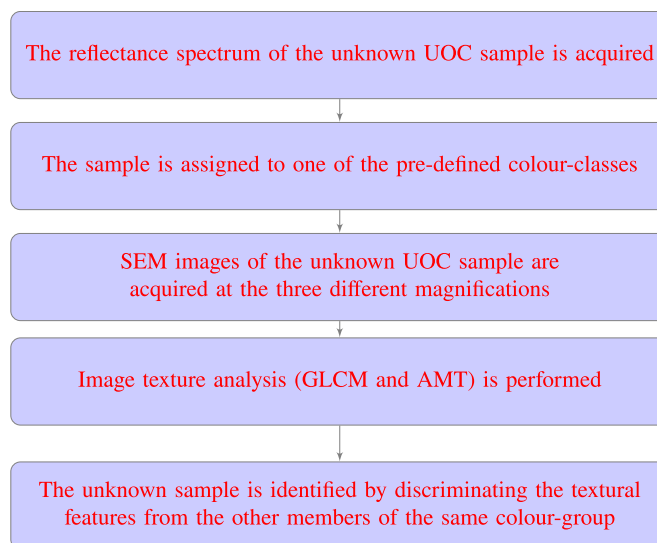 The reflectance spectrum of the unknown UOC sample is acquired
The sample is assigned to one of the pre-defined colour-classes
SEM images of the unknown UOC sample are
acquired at the three different magnifications
Image texture analysis (GLCM and AMT) is performed
The unknown sample is identified by discriminating the textural
features from the other members of the same colour-group